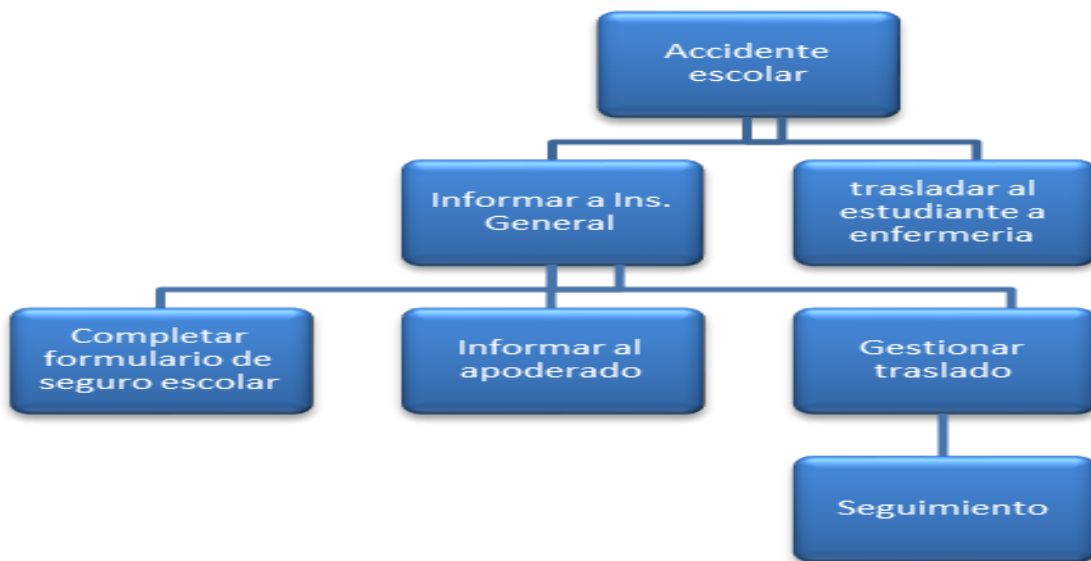 Accidente
escolar
Informar a Ins.
General
trasladar al
estudiante a
enfermeria
Completar
formulario de
seguro escolar
Informar al
apoderado
Gestionar
traslado
Seguimiento